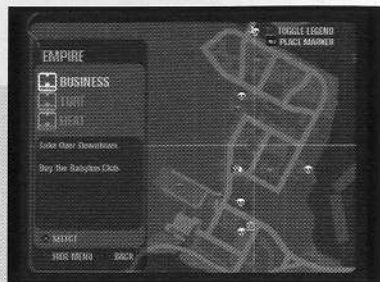 TOGGLE LEGEND
PLACE MARKER
EMPIRE
BUSINESS
TURF
HEAT
Take Over Downtown
Buy the Babylon Club
SELECT
HIDE MENU BACK